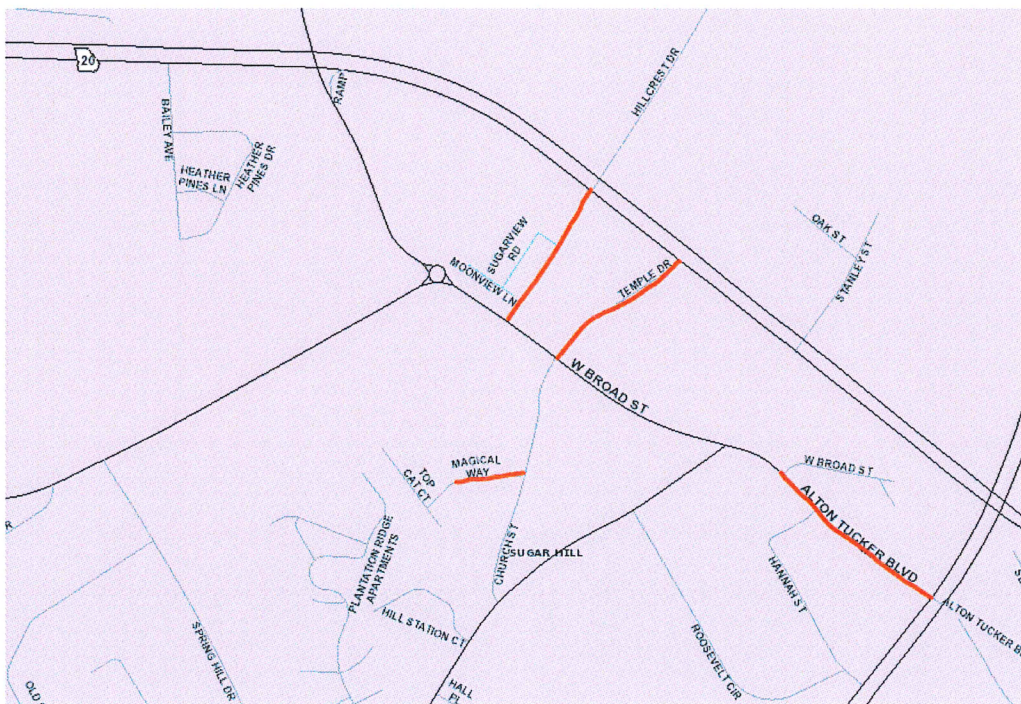 20
RAMP
HILLCREST DR
BAILEY AVE
HEATHER
PINES LN
HEATHER
PINES DR
SUGARVIEW
RD
MOONVIEW LN
TEMPLE DR
OAK ST
STANLEY ST
W BROAD ST
MAGICAL
WAY
TOP
CAT CT
W BROAD ST
ALTON TUCKER BLVD
CHURCH ST
SUGAR HILL
PLANTATION RIDGE
APARTMENTS
HILL STATION CT
HANNAH ST
ALTON TUCKER B
ROOSEVELT CIR
SPRING HILL DR
HALL
PL
OLD
R